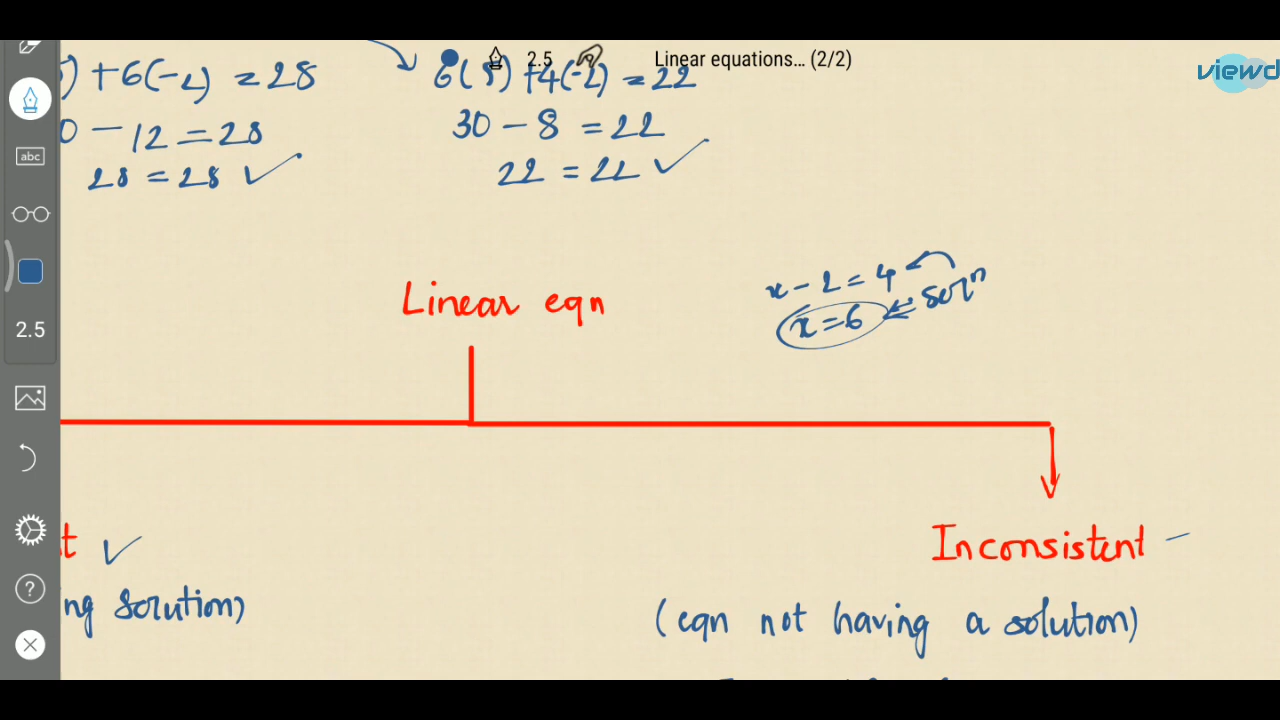 2.5 Linear equations... (2/2)
viewd
) +6(-2) = 28
6(5) +4(-2) = 22
0 - 12 = 28
30 - 8 = 22
28 = 28 ✓
22 = 22 ✓
abc
2.5
Linear eqn
x - 2 = 4
x = 6
solⁿ
t ✓
Inconsistent
ng solution)
(eqn not having a solution)